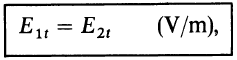 E₁ₜ = E₂ₜ (V/m),